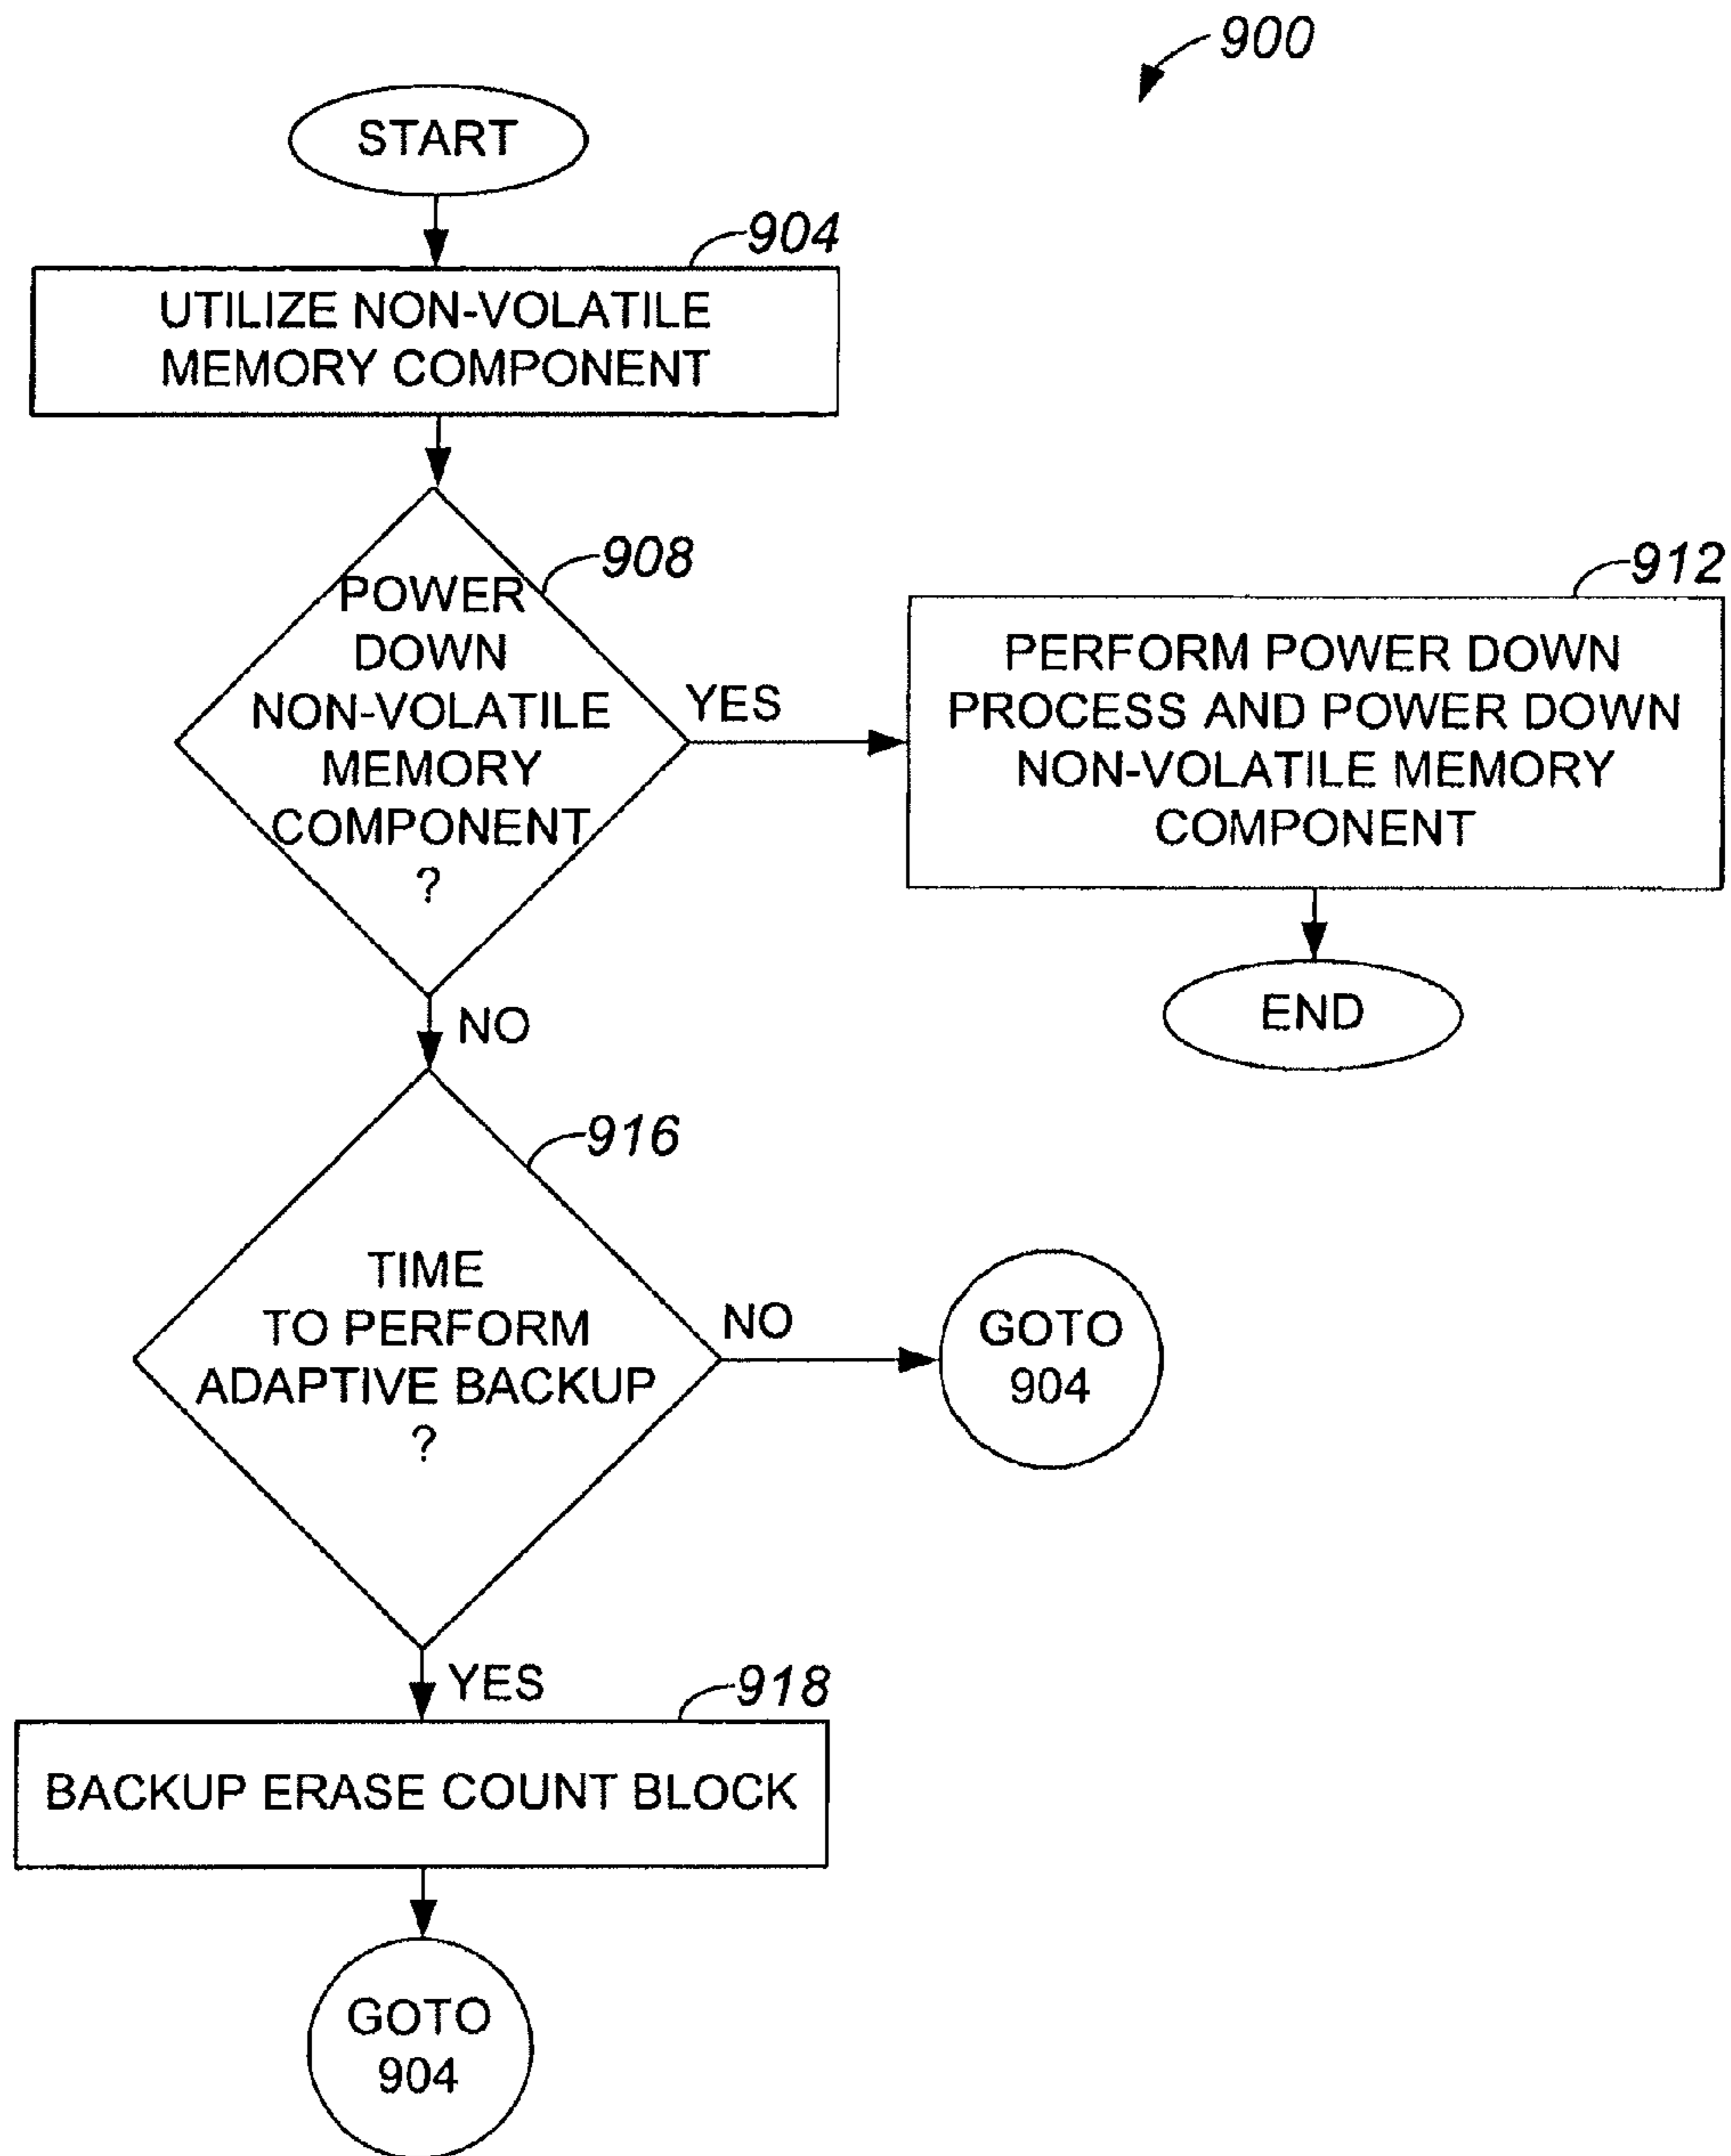 900
START
904
UTILIZE NON-VOLATILE
MEMORY COMPONENT
908
POWER
DOWN
NON-VOLATILE
MEMORY
COMPONENT
?
YES
912
PERFORM POWER DOWN
PROCESS AND POWER DOWN
NON-VOLATILE MEMORY
COMPONENT
END
NO
916
TIME
TO PERFORM
ADAPTIVE BACKUP
?
NO
GOTO
904
YES
918
BACKUP ERASE COUNT BLOCK
GOTO
904